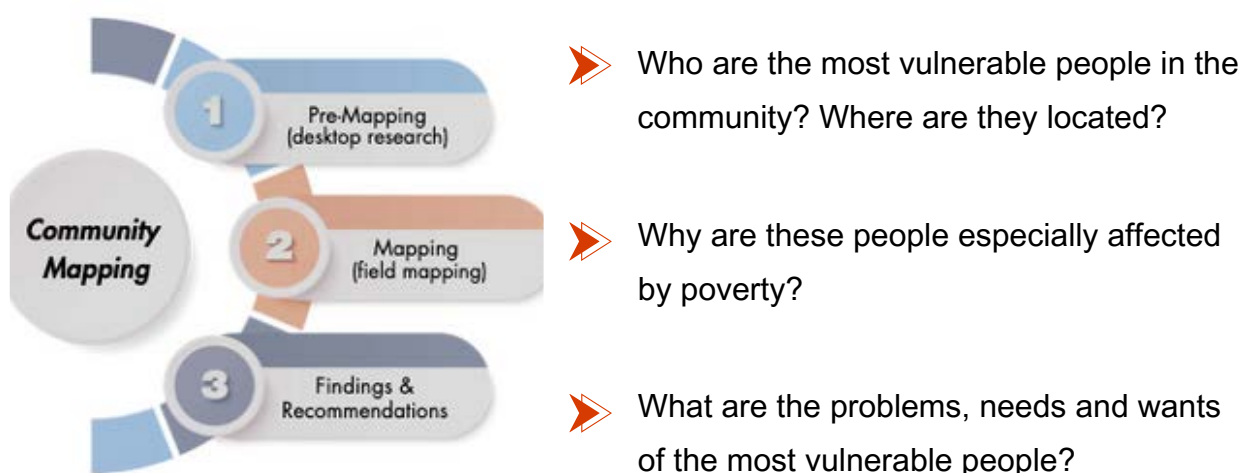 Community
Mapping
1
Pre-Mapping
(desktop research)
2
Mapping
(field mapping)
3
Findings &
Recommendations
Who are the most vulnerable people in the
community? Where are they located?
Why are these people especially affected
by poverty?
What are the problems, needs and wants
of the most vulnerable people?